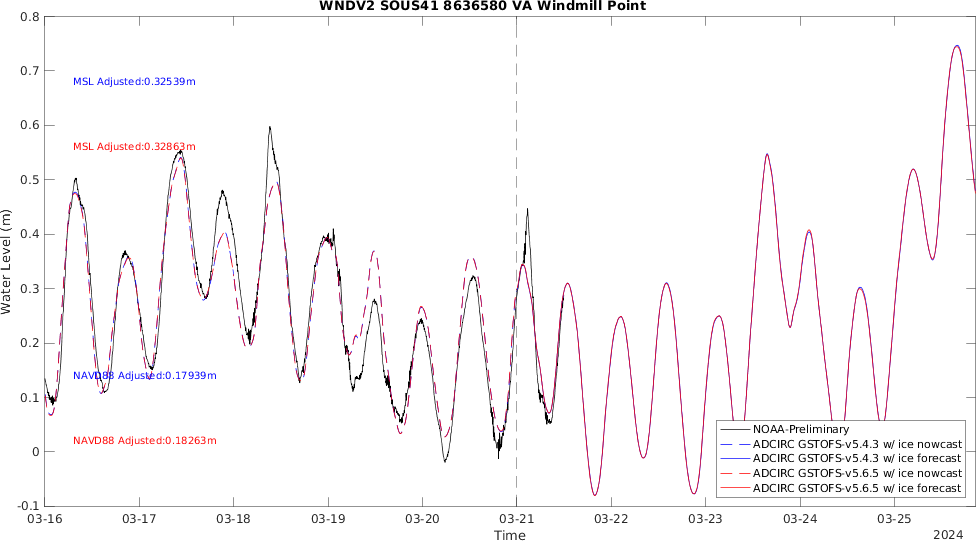 WNDV2 SOUS41 8636580 VA Windmill Point
0.8
0.7
0.6
0.5
0.4
0.3
0.2
0.1
0
-0.1
Water Level (m)
MSL Adjusted:0.32539m
MSL Adjusted:0.32863m
NAVD88 Adjusted:0.17939m
NAVD88 Adjusted:0.18263m
NOAA-Preliminary
ADCIRC GSTOFS-v5.4.3 w/ ice nowcast
ADCIRC GSTOFS-v5.4.3 w/ ice forecast
ADCIRC GSTOFS-v5.6.5 w/ ice nowcast
ADCIRC GSTOFS-v5.6.5 w/ ice forecast
03-16 03-17 03-18 03-19 03-20 03-21 03-22 03-23 03-24 03-25
Time
2024